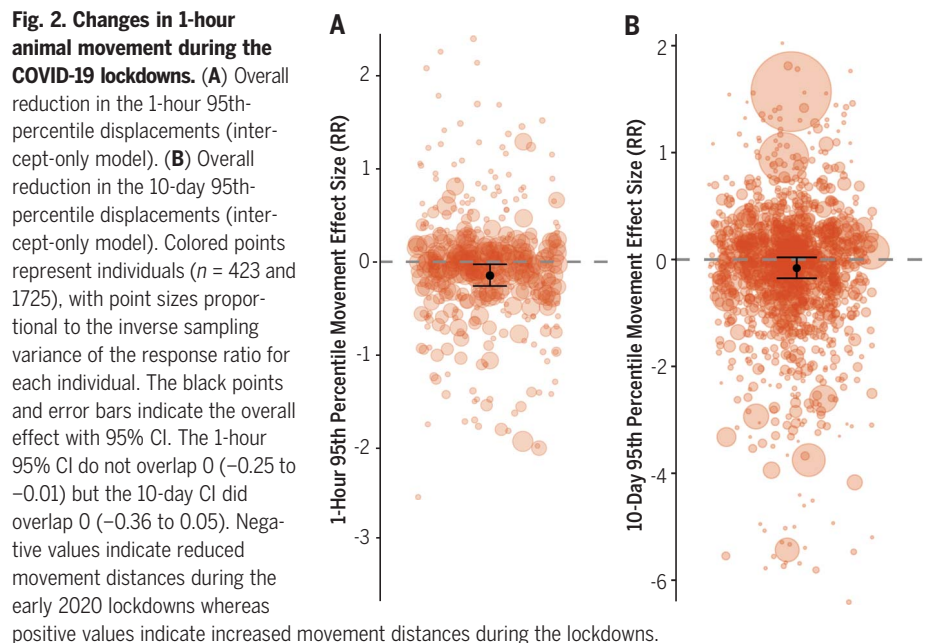 Fig. 2. Changes in 1-hour
animal movement during the
COVID-19 lockdowns. (A) Overall
reduction in the 1-hour 95th-
percentile displacements (inter-
cept-only model). (B) Overall
reduction in the 10-day 95th-
percentile displacements (inter-
cept-only model). Colored points
represent individuals (n = 423 and
1725), with point sizes propor-
tional to the inverse sampling
variance of the response ratio for
each individual. The black points
and error bars indicate the overall
effect with 95% CI. The 1-hour
95% CI do not overlap 0 (−0.25 to
−0.01) but the 10-day CI did
overlap 0 (−0.36 to 0.05). Nega-
tive values indicate reduced
movement distances during the
early 2020 lockdowns whereas
positive values indicate increased movement distances during the lockdowns.
A
1-Hour 95th Percentile Movement Effect Size (RR)
2
1
0
-1
-2
-3
B
10-Day 95th Percentile Movement Effect Size (RR)
2
1
0
-2
-4
-6